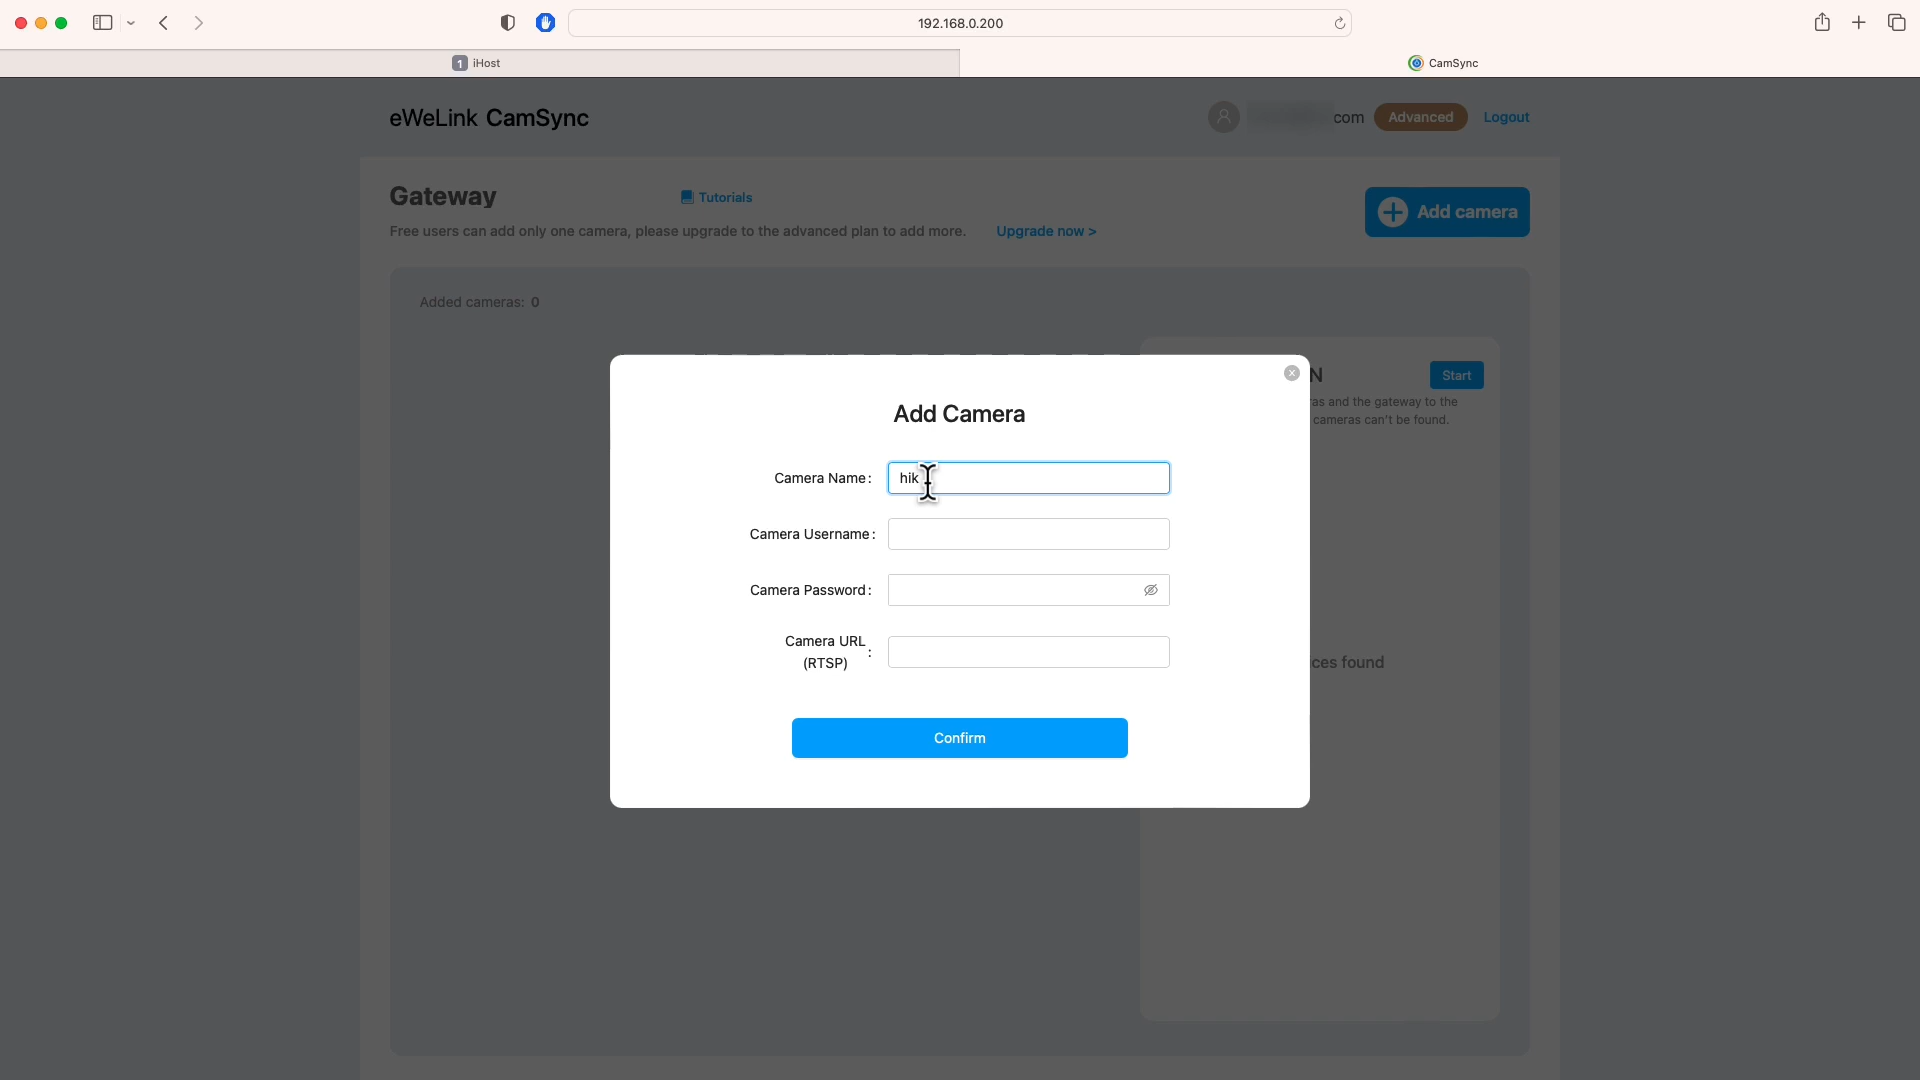 192.168.0.200
1 iHost
CamSync
eWeLink CamSync
com
Advanced
Logout
Gateway
Tutorials
Add camera
Free users can add only one camera, please upgrade to the advanced plan to add more.
Upgrade now >
Added cameras: 0
N
Start
as and the gateway to the
cameras can't be found.
Add Camera
Camera Name:
hik
Camera Username:
Camera Password:
Camera URL
(RTSP) :
ces found
Confirm